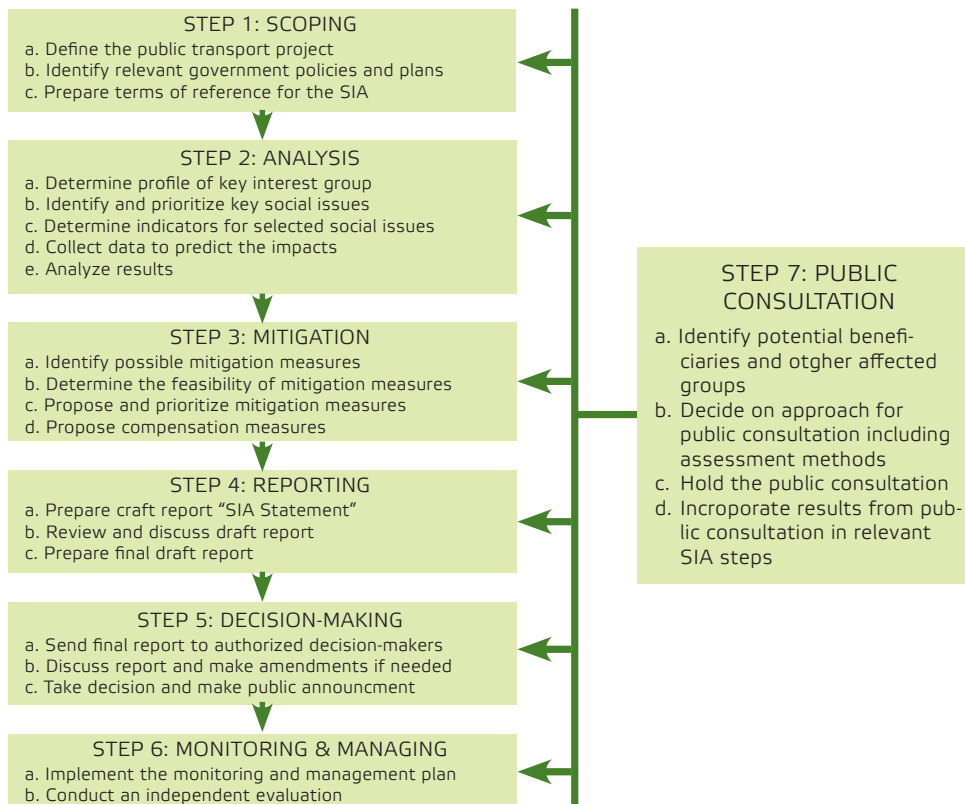 STEP 1: SCOPING
a. Define the public transport project
b. Identify relevant government policies and plans
c. Prepare terms of reference for the SIA
STEP 2: ANALYSIS
a. Determine profile of key interest group
b. Identify and prioritize key social issues
c. Determine indicators for selected social issues
d. Collect data to predict the impacts
e. Analyze results
STEP 3: MITIGATION
a. Identify possible mitigation measures
b. Determine the feasibility of mitigation measures
c. Propose and prioritize mitigation measures
d. Propose compensation measures
STEP 4: REPORTING
a. Prepare craft report “SIA Statement”
b. Review and discuss draft report
c. Prepare final draft report
STEP 5: DECISION-MAKING
a. Send final report to authorized decision-makers
b. Discuss report and make amendments if needed
c. Take decision and make public announcment
STEP 6: MONITORING & MANAGING
a. Implement the monitoring and management plan
b. Conduct an independent evaluation
STEP 7: PUBLIC
CONSULTATION
a. Identify potential benefi-
ciaries and otgher affected
groups
b. Decide on approach for
public consultation including
assessment methods
c. Hold the public consultation
d. Incroporate results from pub-
lic consultation in relevant
SIA steps